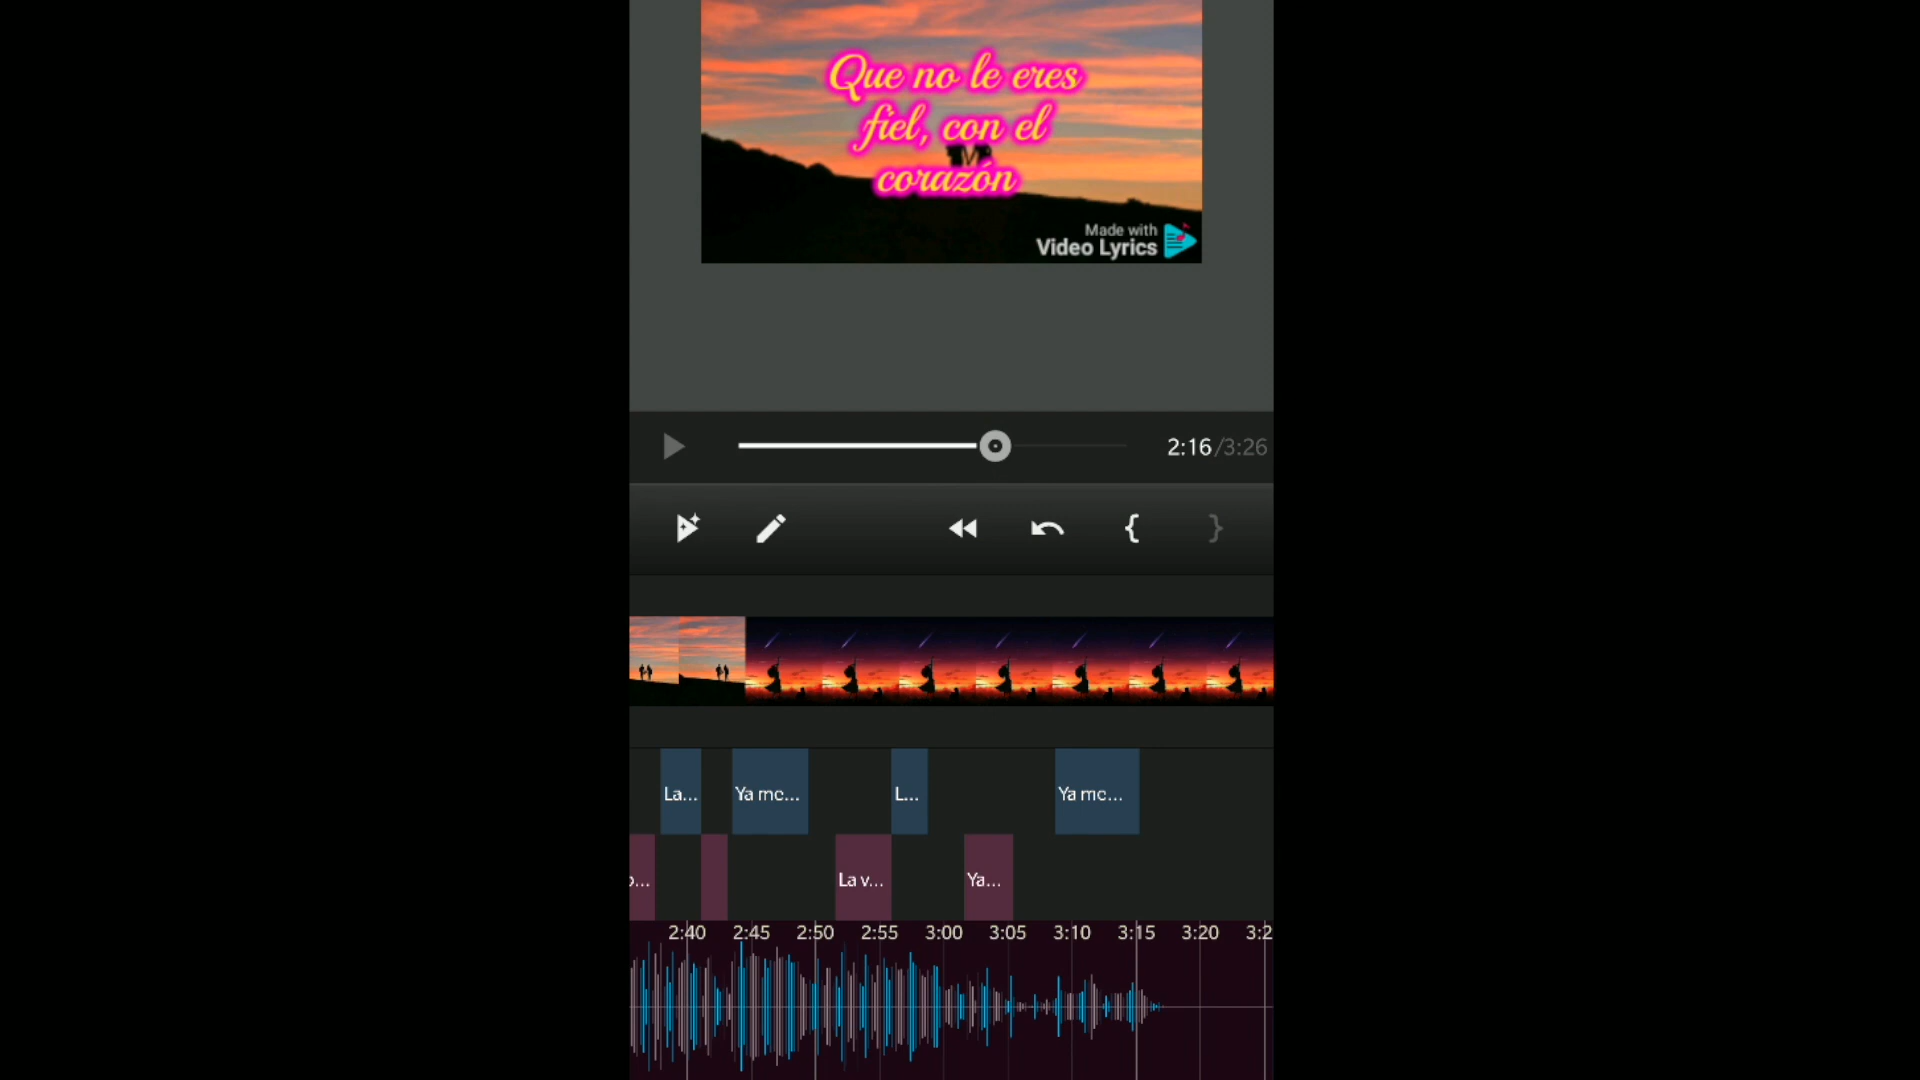 Que no le eres
fiel, con el
corazón
Made with
Video Lyrics
2:16/3:26
La... Ya me... L... Ya me...
o... La v... Ya...
2:40 2:45 2:50 2:55 3:00 3:05 3:10 3:15 3:20 3:2